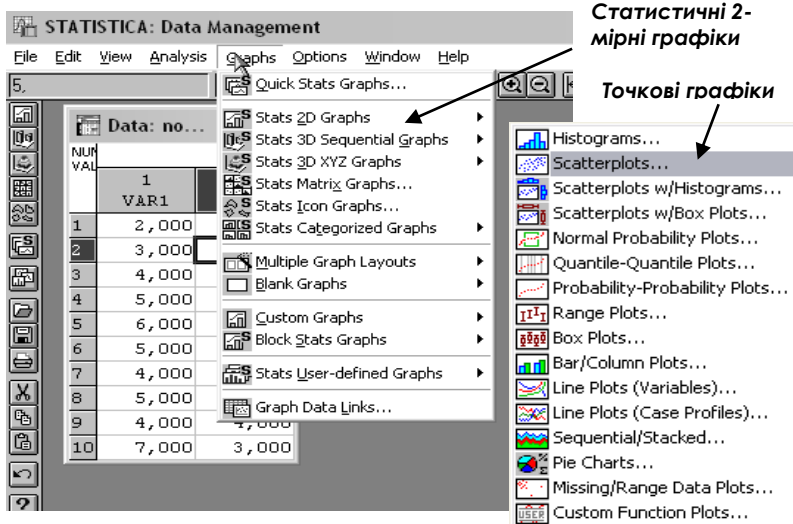 Статистичні 2-
мірні графіки
Точкові графіки
STATISTICA: Data Management
File Edit View Analysis Graphs Options Window Help
5,
Quick Stats Graphs...
Stats 2D Graphs
Stats 3D Sequential Graphs
Stats 3D XYZ Graphs
Stats Matrix Graphs...
Stats Icon Graphs...
Stats Categorized Graphs
Multiple Graph Layouts
Blank Graphs
Custom Graphs
Block Stats Graphs
Stats User-defined Graphs
Graph Data Links...
Histograms...
Scatterplots...
Scatterplots w/Histograms...
Scatterplots w/Box Plots...
Normal Probability Plots...
Quantile-Quantile Plots...
Probability-Probability Plots...
Range Plots...
Box Plots...
Bar/Column Plots...
Line Plots (Variables)...
Line Plots (Case Profiles)...
Sequential/Stacked...
Pie Charts...
Missing/Range Data Plots...
Custom Function Plots...
Data: no...
NUM
VAL
1
VAR1
1 2,000
2 3,000
3 4,000
4 5,000
5 6,000
6 5,000
7 4,000
8 5,000
9 4,000 4,000
10 7,000 3,000